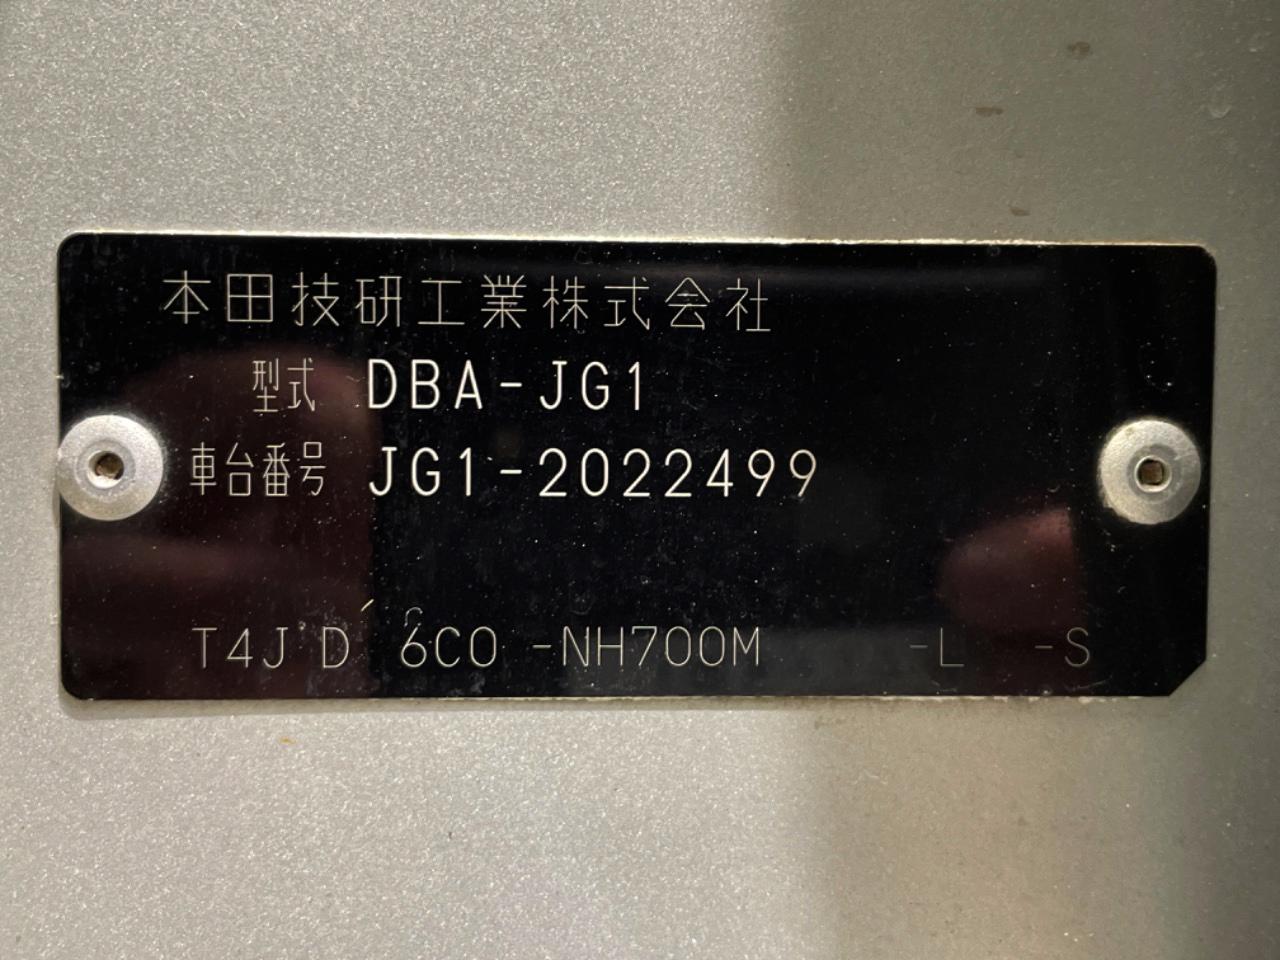 本田技研工業株式会社
型式 DBA-JG1
車台番号 JG1-2022499
T4J D 6C0 -NH700M -L -S